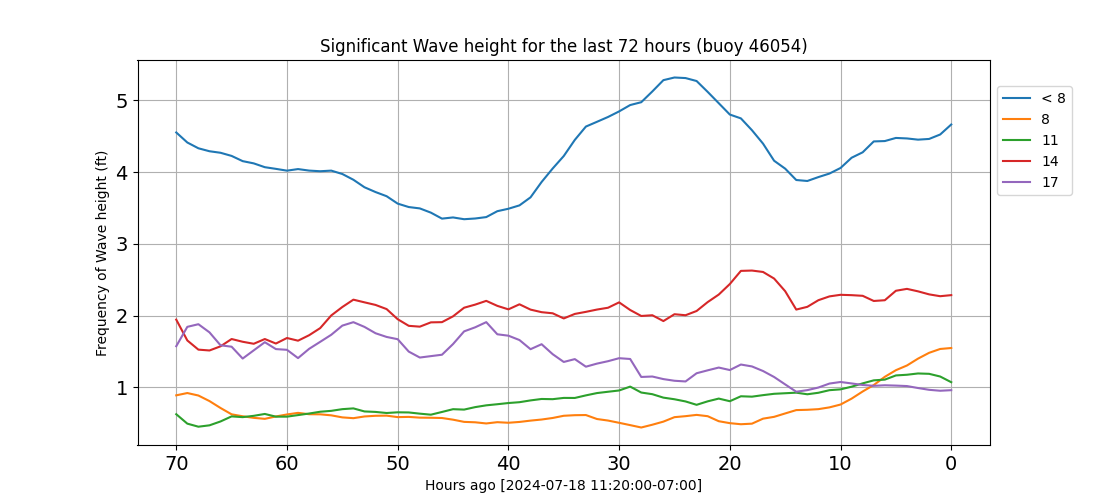 Significant Wave height for the last 72 hours (buoy 46054)
Frequency of Wave height (ft)
5
4
3
2
1
70 60 50 40 30 20 10 0
Hours ago [2024-07-18 11:20:00-07:00]
< 8
8
11
14
17